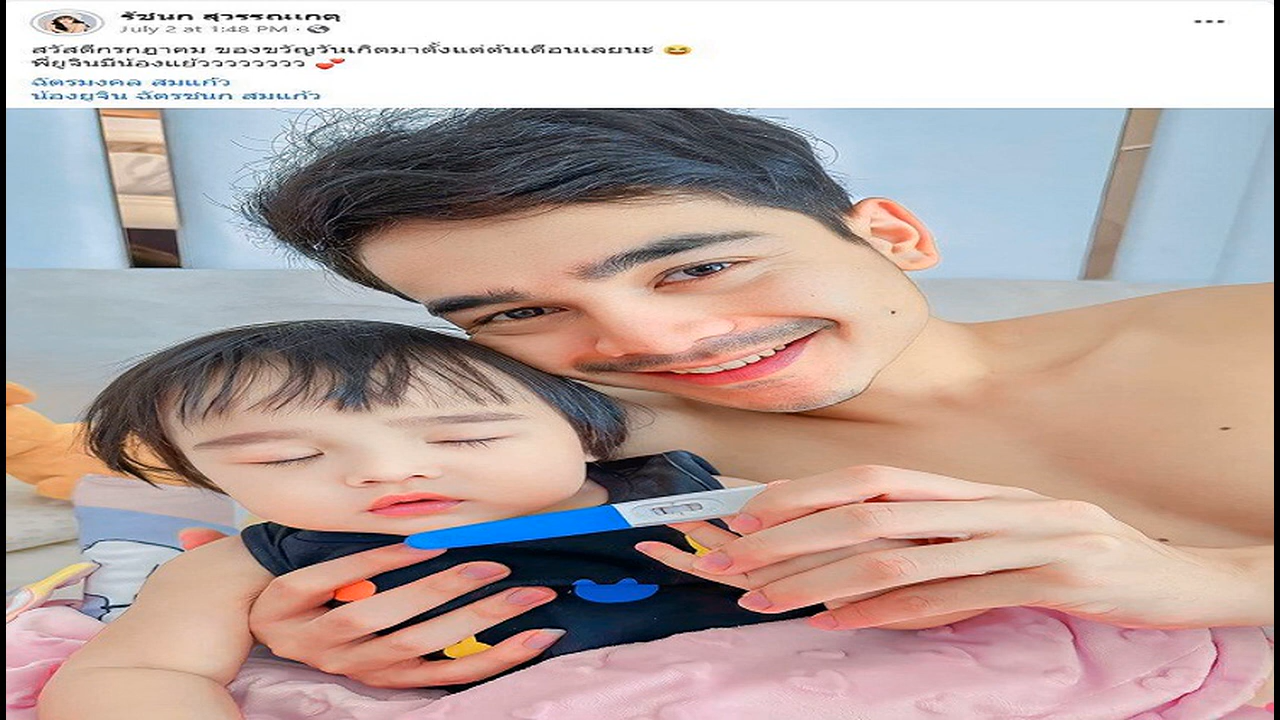 รัชนก สุวรรณเกตุ
July 2 at 1:48 PM ·
สวัสดีกรกฎาคม ของขวัญวันเกิดมาตั้งแต่ต้นเดือนเลยนะ 😆
พี่ยูจินมีน้องแย้วววววววว 💕
ฉัตรมงคล สมแก้ว
น้องยูจิน ฉัตรชนก สมแก้ว